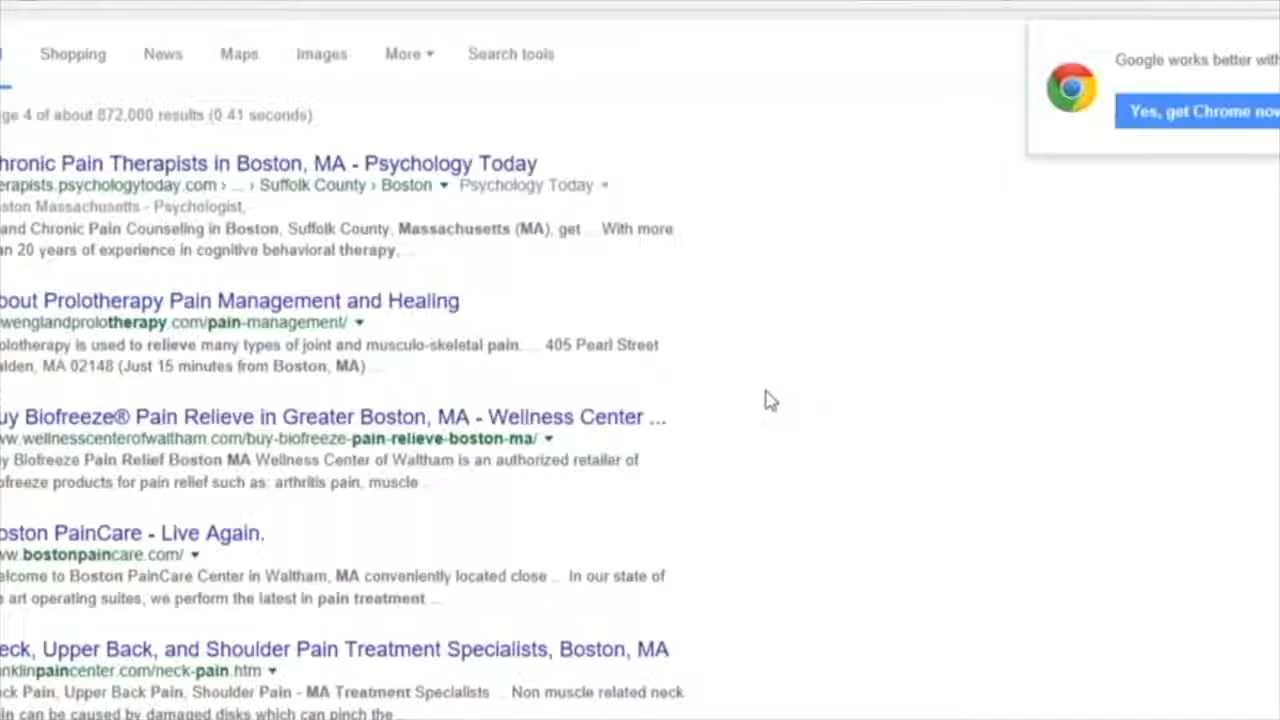 Shopping News Maps Images More Search tools
Google works better with
Yes, get Chrome now
ge 4 of about 872,000 results (0.41 seconds)
hronic Pain Therapists in Boston, MA - Psychology Today
erapists.psychologytoday.com › ... › Suffolk County › Boston Psychology Today
ston Massachusetts - Psychologist,
and Chronic Pain Counseling in Boston, Suffolk County, Massachusetts (MA), get ... With more
an 20 years of experience in cognitive behavioral therapy, ...
bout Prolotherapy Pain Management and Healing
wenglandprolotherapy.com/pain-management/
olotherapy is used to relieve many types of joint and musculo-skeletal pain. ... 405 Pearl Street
alden, MA 02148 (Just 15 minutes from Boston, MA) ...
uy Biofreeze® Pain Relieve in Greater Boston, MA - Wellness Center ...
ww.wellnesscenterofwaltham.com/buy-biofreeze-pain-relieve-boston-ma/
y Biofreeze Pain Relief Boston MA Wellness Center of Waltham is an authorized retailer of
ofreeze products for pain relief such as: arthritis pain, muscle ...
oston PainCare - Live Again.
ww.bostonpaincare.com/
elcome to Boston PainCare Center in Waltham, MA conveniently located close ... In our state of
e art operating suites, we perform the latest in pain treatment ...
eck, Upper Back, and Shoulder Pain Treatment Specialists, Boston, MA
nklinpaincenter.com/neck-pain.htm
ck Pain, Upper Back Pain, Shoulder Pain - MA Treatment Specialists ... Non muscle related neck
in can be caused by damaged disks which can pinch the ...